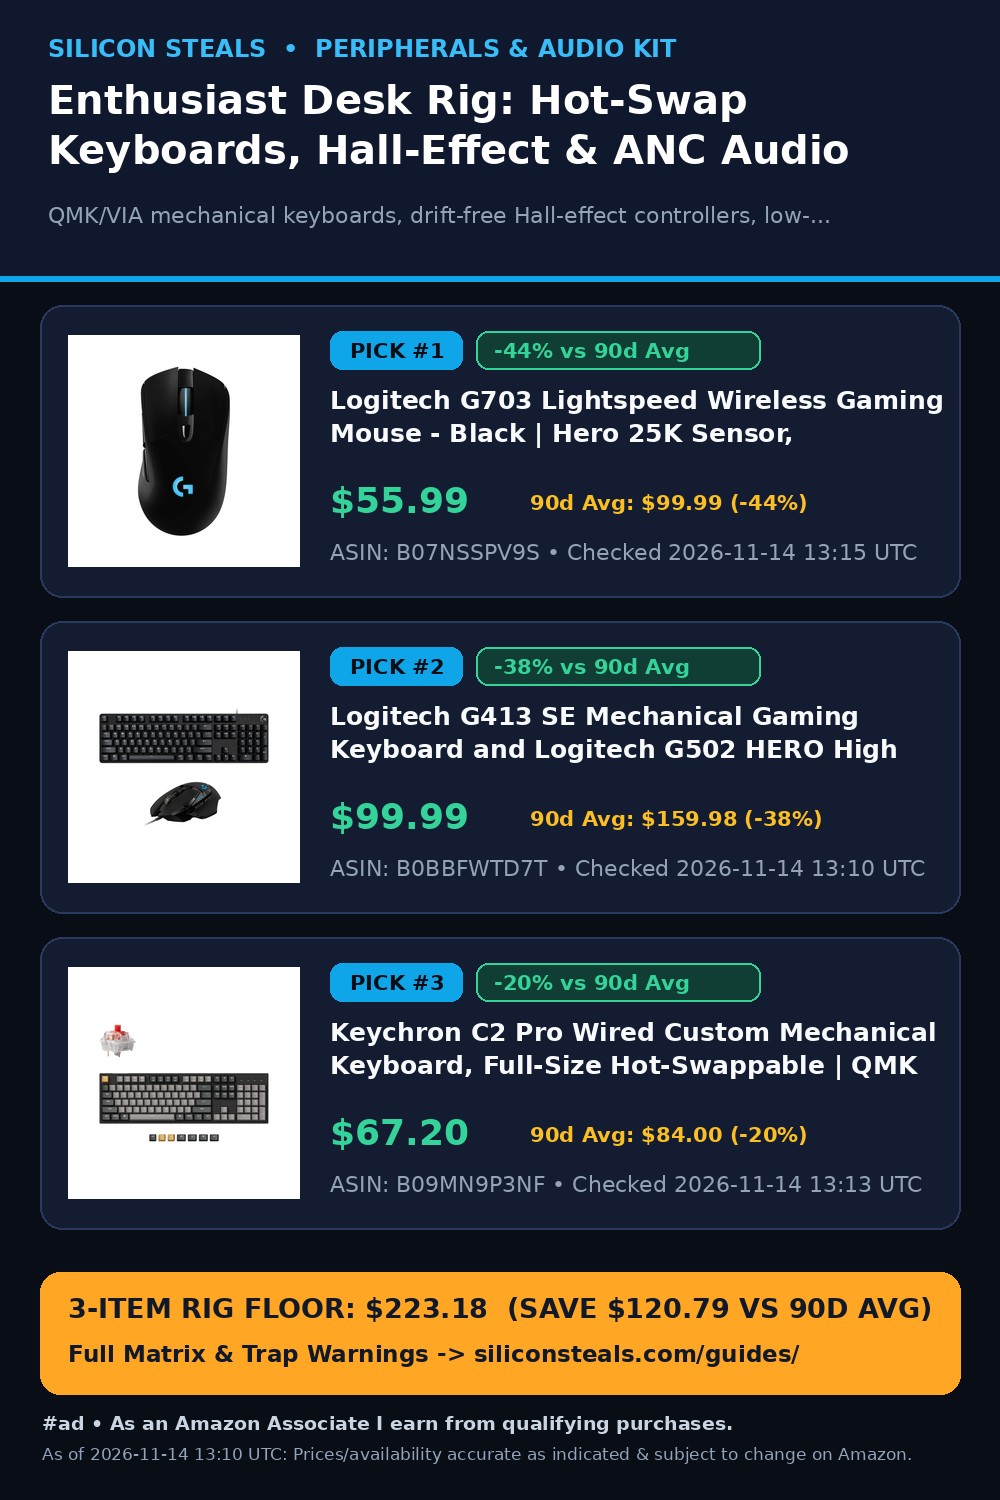 SILICON STEALS • PERIPHERALS & AUDIO KIT
Enthusiast Desk Rig: Hot-Swap
Keyboards, Hall-Effect & ANC Audio
QMK/VIA mechanical keyboards, drift-free Hall-effect controllers, low-...
PICK #1
-44% vs 90d Avg
Logitech G703 Lightspeed Wireless Gaming
Mouse - Black | Hero 25K Sensor,
$55.99
90d Avg: $99.99 (-44%)
ASIN: B07NSSPV9S • Checked 2026-11-14 13:15 UTC
PICK #2
-38% vs 90d Avg
Logitech G413 SE Mechanical Gaming
Keyboard and Logitech G502 HERO High
$99.99
90d Avg: $159.98 (-38%)
ASIN: B0BBFWTD7T • Checked 2026-11-14 13:10 UTC
PICK #3
-20% vs 90d Avg
Keychron C2 Pro Wired Custom Mechanical
Keyboard, Full-Size Hot-Swappable | QMK
$67.20
90d Avg: $84.00 (-20%)
ASIN: B09MN9P3NF • Checked 2026-11-14 13:13 UTC
3-ITEM RIG FLOOR: $223.18 (SAVE $120.79 VS 90D AVG)
Full Matrix & Trap Warnings -> siliconsteals.com/guides/
#ad • As an Amazon Associate I earn from qualifying purchases.
As of 2026-11-14 13:10 UTC: Prices/availability accurate as indicated & subject to change on Amazon.